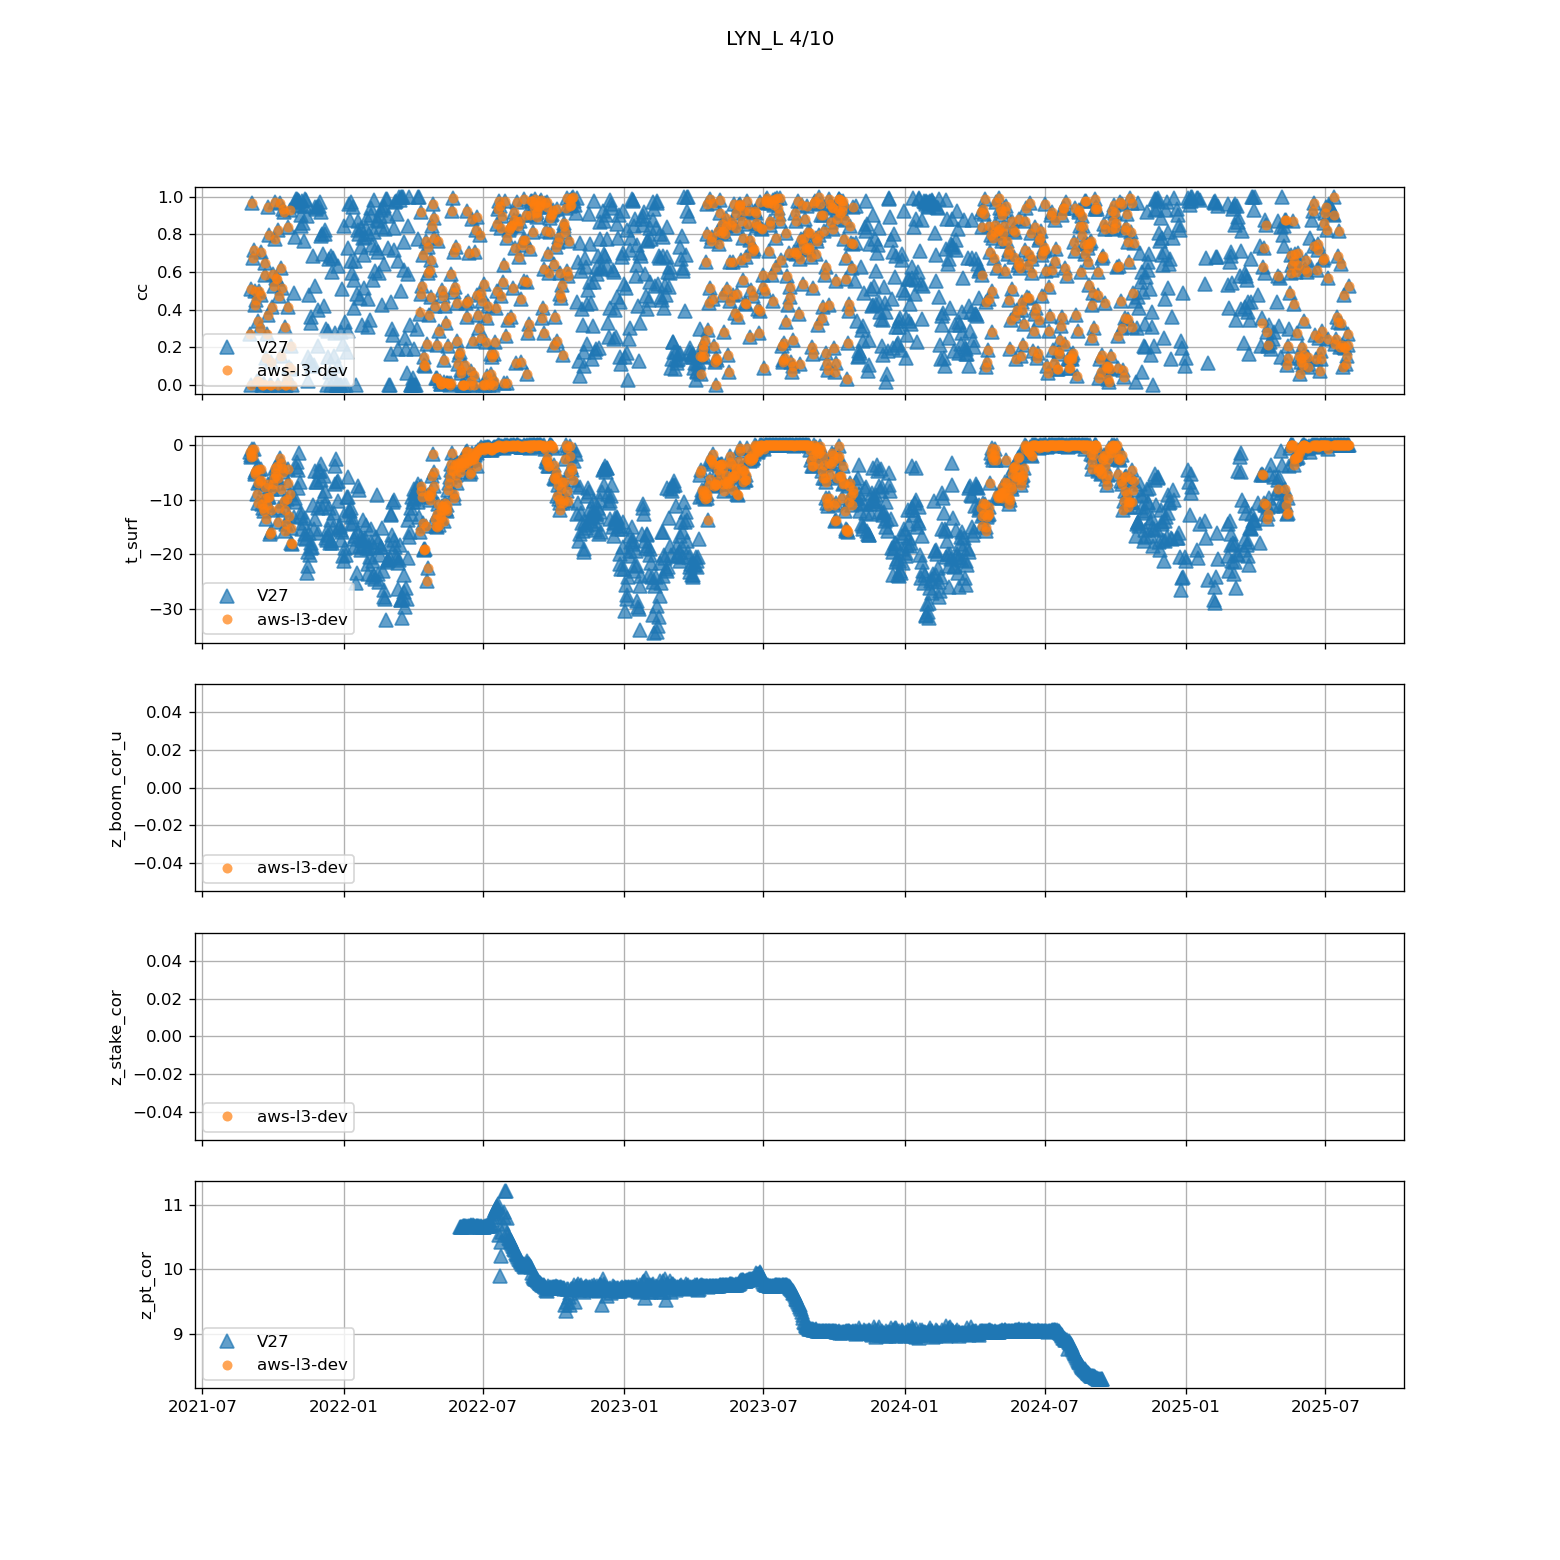 LYN_L 4/10
1.0
0.8
0.6
0.4
0.2
0.0
cc
V27
aws-l3-dev
0
−10
−20
−30
t_surf
V27
aws-l3-dev
0.04
0.02
0.00
−0.02
−0.04
z_boom_cor_u
aws-l3-dev
0.04
0.02
0.00
−0.02
−0.04
z_stake_cor
aws-l3-dev
11
10
9
z_pt_cor
V27
aws-l3-dev
2021-07 2022-01 2022-07 2023-01 2023-07 2024-01 2024-07 2025-01 2025-07